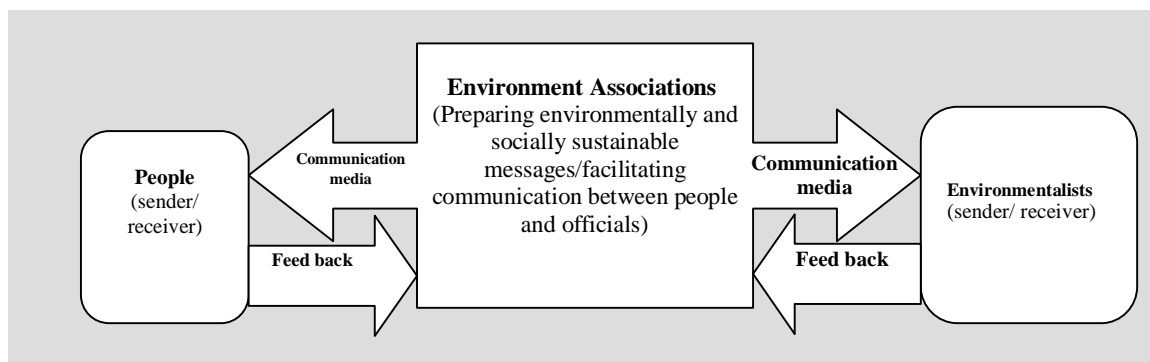 People
(sender/
receiver)
Communication
media
Feed back
Environment Associations
(Preparing environmentally and
socially sustainable
messages/facilitating
communication between people
and officials)
Communication
media
Feed back
Environmentalists
(sender/ receiver)